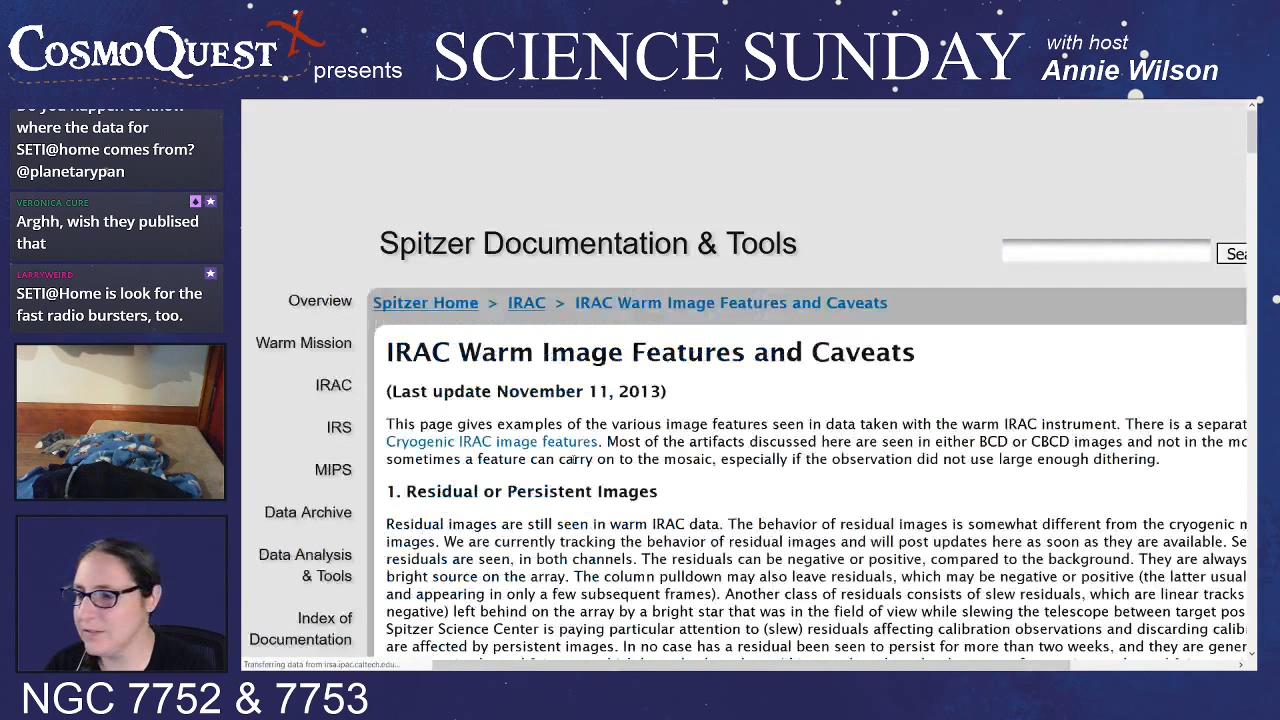 CosmoQuest X
presents
SCIENCE SUNDAY
with host
Annie Wilson
Do you happen to know
where the data for
SETI@home comes from?
@planetarypan
VERONICA CURE
Arghh, wish they publised
that
LARRYWEIRD
SETI@Home is look for the
fast radio bursters, too.
Spitzer Documentation & Tools
Sea
Overview
Warm Mission
IRAC
IRS
MIPS
Data Archive
Data Analysis
& Tools
Index of
Documentation
Spitzer Home > IRAC > IRAC Warm Image Features and Caveats
IRAC Warm Image Features and Caveats
(Last update November 11, 2013)
This page gives examples of the various image features seen in data taken with the warm IRAC instrument. There is a separat
Cryogenic IRAC image features. Most of the artifacts discussed here are seen in either BCD or CBCD images and not in the mo
sometimes a feature can carry on to the mosaic, especially if the observation did not use large enough dithering.
1. Residual or Persistent Images
Residual images are still seen in warm IRAC data. The behavior of residual images is somewhat different from the cryogenic m
images. We are currently tracking the behavior of residual images and will post updates here as soon as they are available. Se
residuals are seen, in both channels. The residuals can be negative or positive, compared to the background. They are always
bright source on the array. The column pulldown may also leave residuals, which may be negative or positive (the latter usual
and appearing in only a few subsequent frames). Another class of residuals consists of slew residuals, which are linear tracks
negative) left behind on the array by a bright star that was in the field of view while slewing the telescope between target pos
Spitzer Science Center is paying particular attention to (slew) residuals affecting calibration observations and discarding calib
are affected by persistent images. In no case has a residual been seen to persist for more than two weeks, and they are gener
Transferring data from irsa.ipac.caltech.edu...
NGC 7752 & 7753